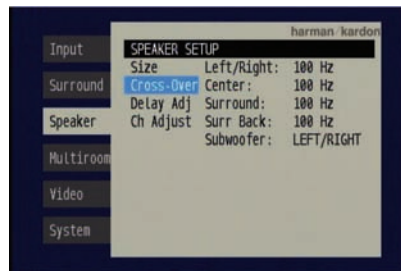 harman/kardon
Input
Surround
Speaker
Multiroom
Video
System
SPEAKER SETUP
Size Left/Right: 100 Hz
Cross-Over Center: 100 Hz
Delay Adj Surround: 100 Hz
Ch Adjust Surr Back: 100 Hz
Subwoofer: LEFT/RIGHT